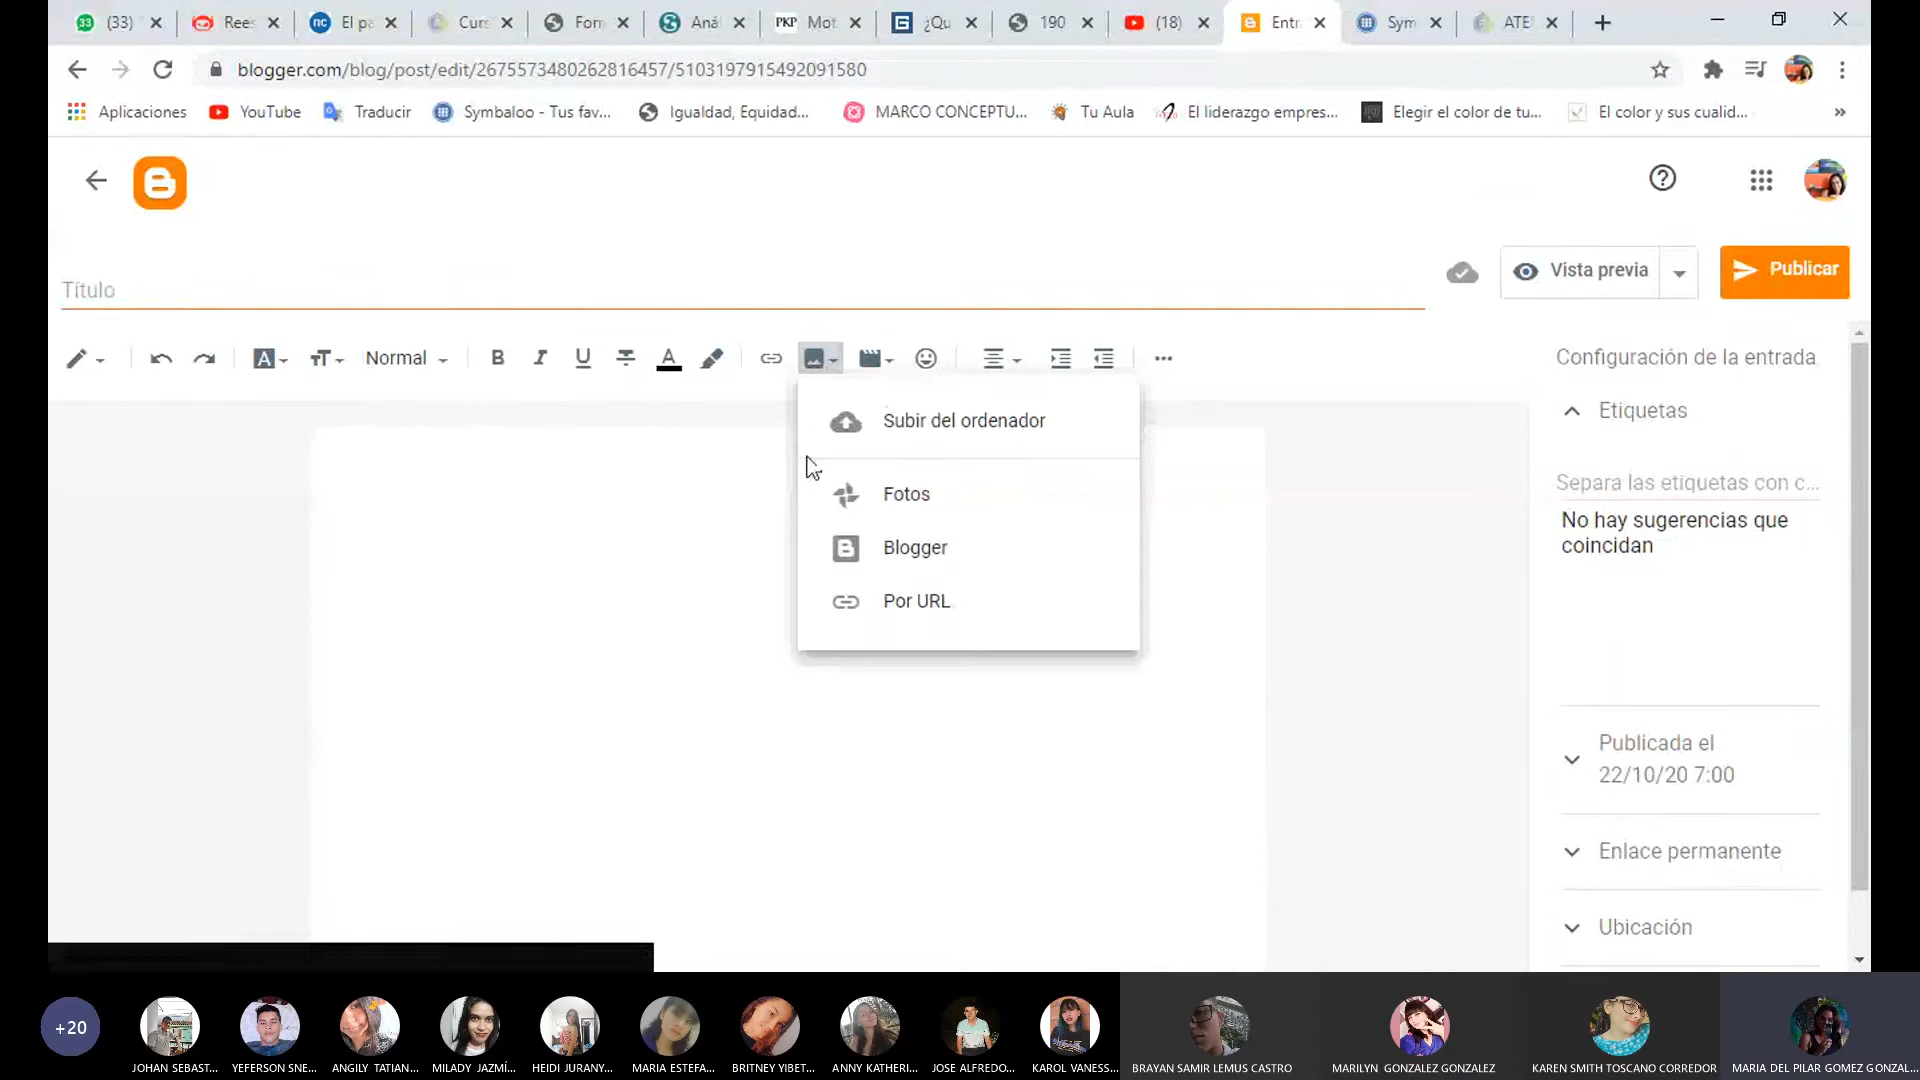 33 (33)
Rees
nc El pa
Curs
Forn
Aná
PKP Mot
G ¿Qu
190
(18)
Entr
Sym
ATE
blogger.com/blog/post/edit/2675573480262816457/5103197915492091580
Aplicaciones
YouTube
Traducir
Symbaloo - Tus fav...
Igualdad, Equidad...
MARCO CONCEPTU...
Tu Aula
El liderazgo empres...
Elegir el color de tu...
El color y sus cualid...
»
Título
Vista previa
Publicar
Normal
B I U A
Subir del ordenador
Fotos
Blogger
Por URL
Configuración de la entrada
Etiquetas
Separa las etiquetas con c...
No hay sugerencias que
coincidan
Publicada el
22/10/20 7:00
Enlace permanente
Ubicación
+20
JOHAN SEBAST...
YEFERSON SNE...
ANGILY TATIAN...
MILADY JAZMÍ...
HEIDI JURANY...
MARIA ESTEFA...
BRITNEY YIBET...
ANNY KATHERI...
JOSE ALFREDO...
KAROL VANESS...
BRAYAN SAMIR LEMUS CASTRO
MARILYN GONZALEZ GONZALEZ
KAREN SMITH TOSCANO CORREDOR
MARIA DEL PILAR GOMEZ GONZAL...